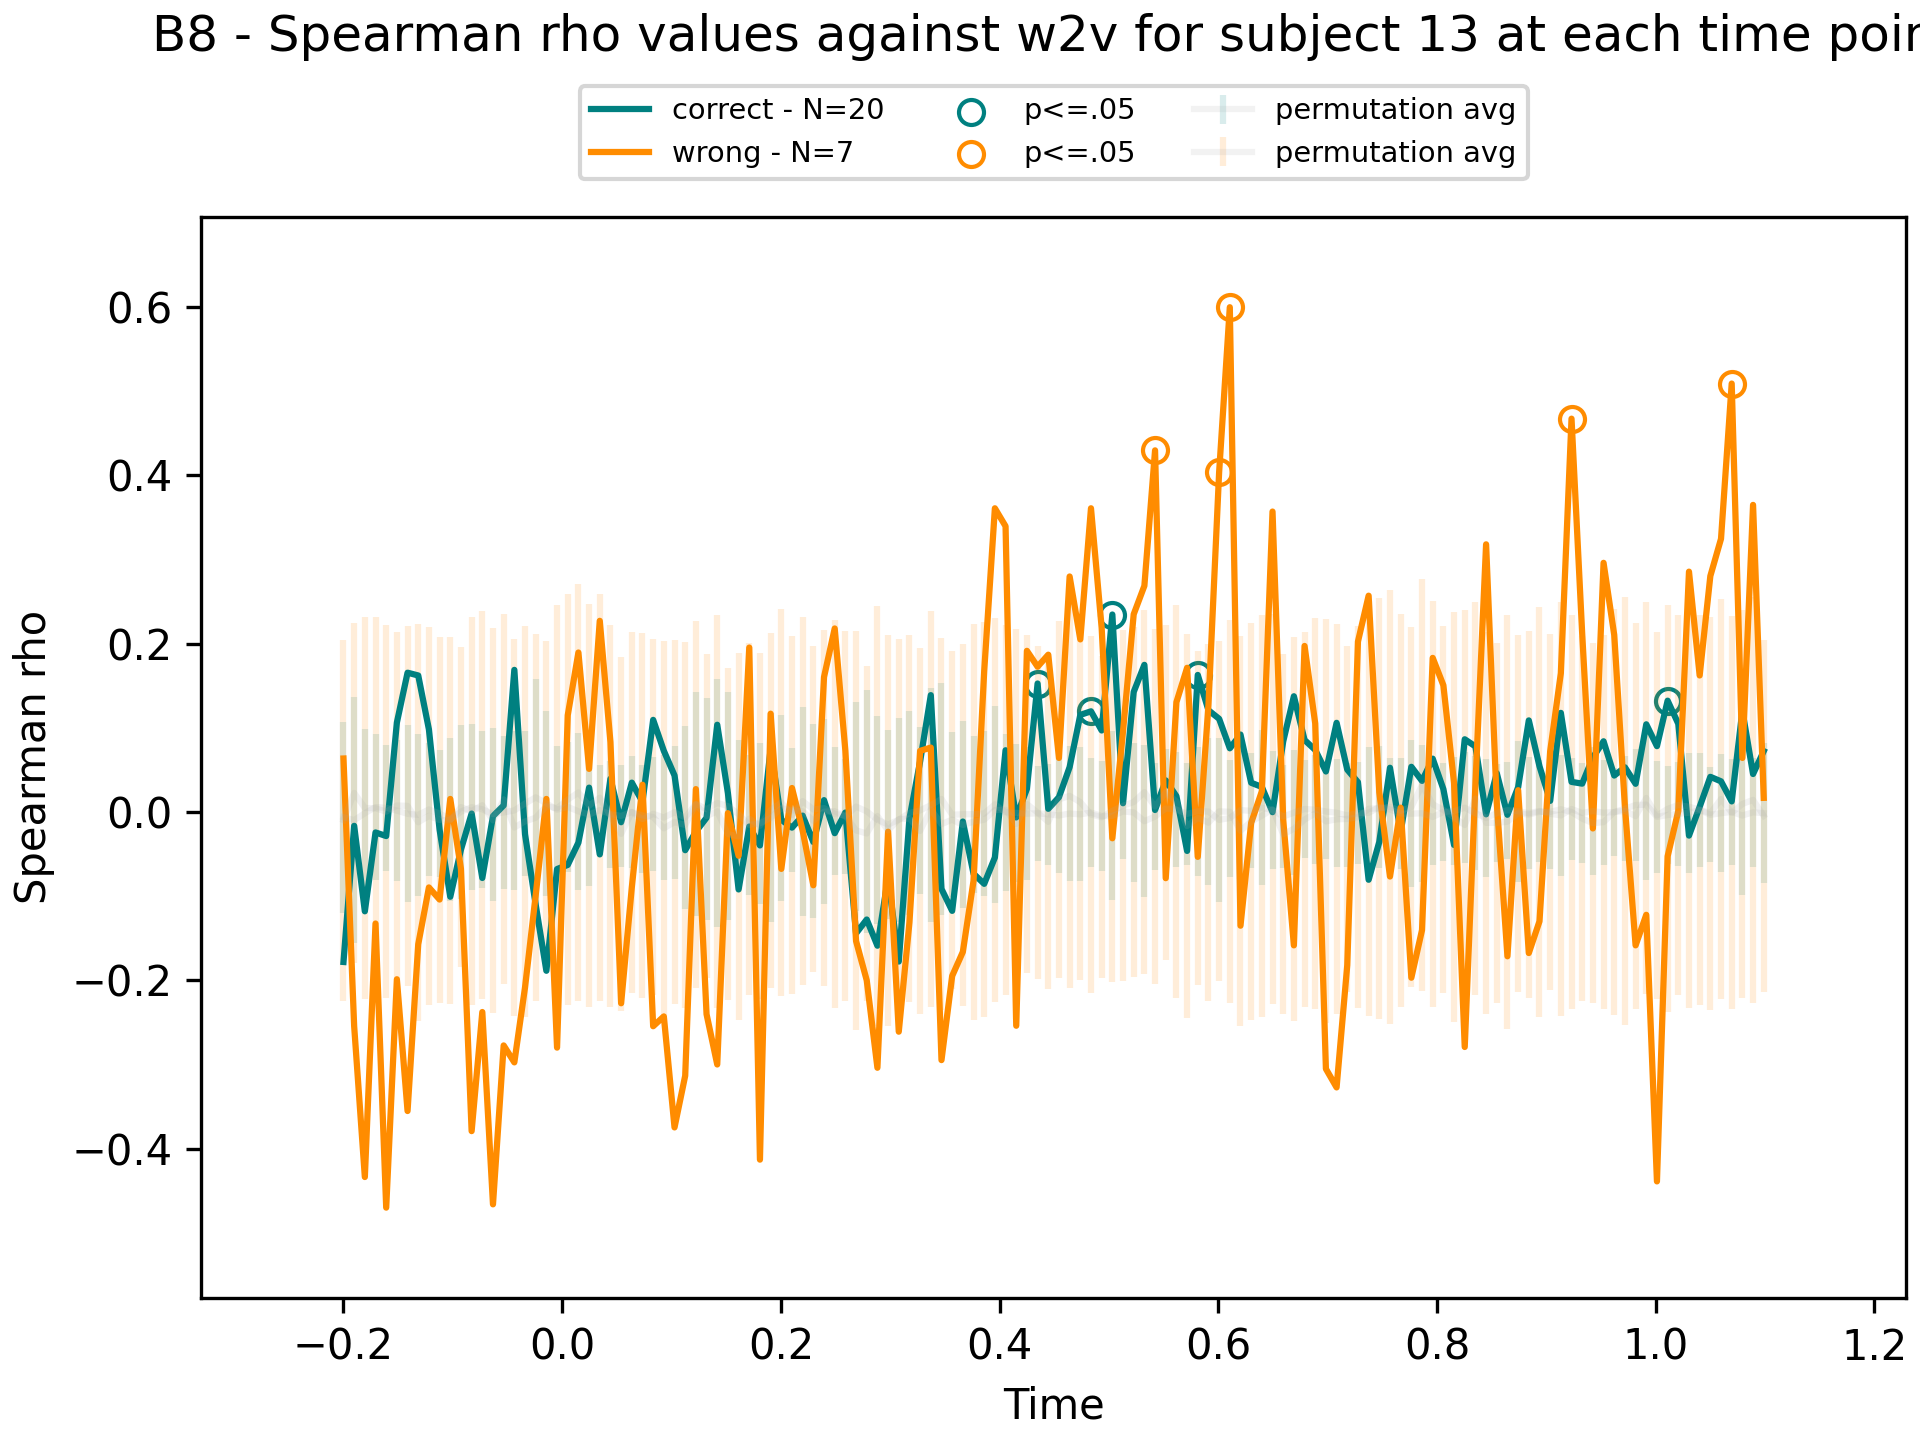 B8 - Spearman rho values against w2v for subject 13 at each time
correct - N=20 p<=.05 permutation avg
wrong - N=7 p<=.05 permutation avg
Spearman rho
0.6
0.4
0.2
0.0
−0.2
−0.4
−0.2 0.0 0.2 0.4 0.6 0.8 1.0 1.2
Time